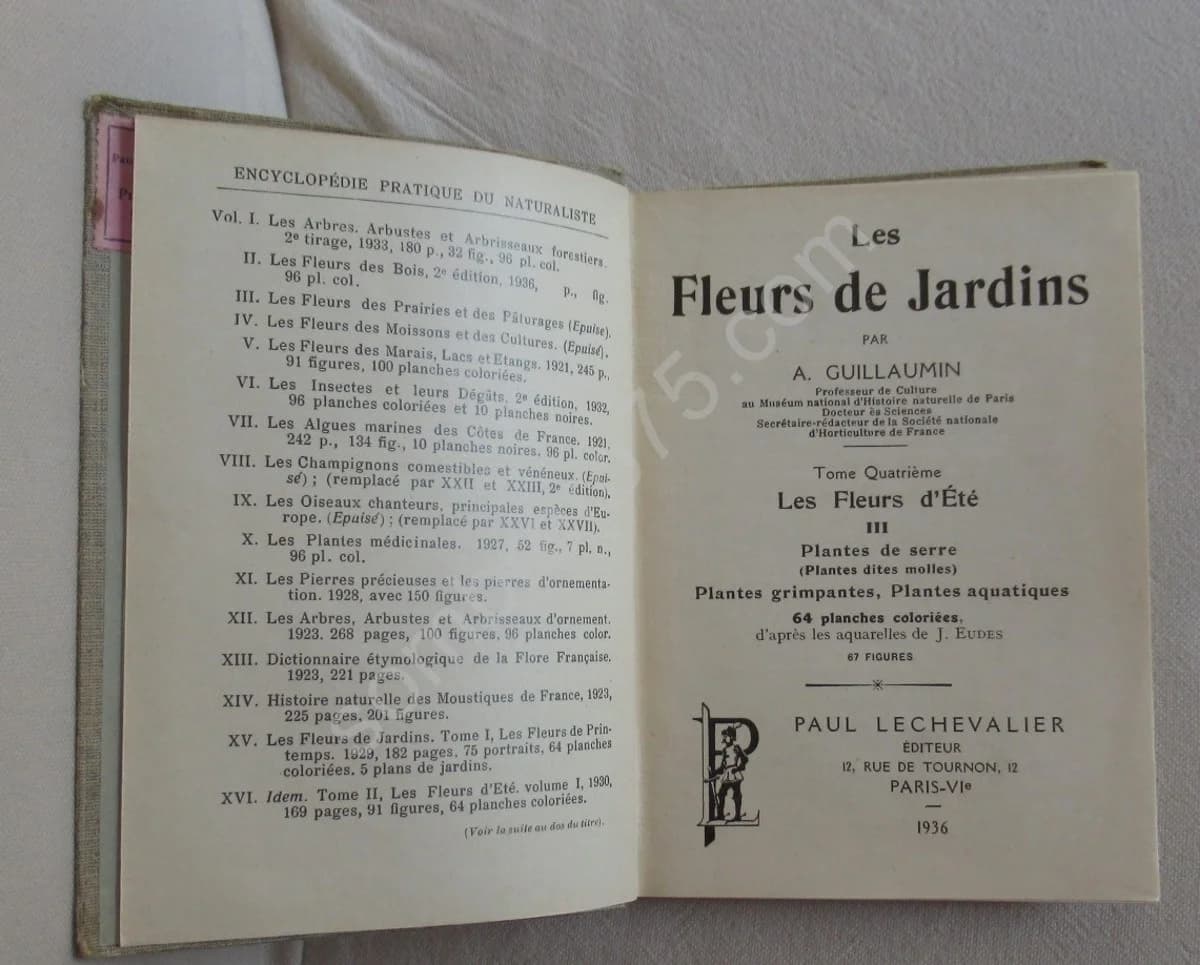 ENCYCLOPÉDIE PRATIQUE DU NATURALISTE
Vol. I. Les Arbres. Arbustes et Arbrisseaux forestiers.
2e tirage, 1933, 180 p., 32 fig., 96 pl. col.
II. Les Fleurs des Bois, 2e édition, 1936, p., fig.
96 pl. col.
III. Les Fleurs des Prairies et des Pâturages (Epuisé).
IV. Les Fleurs des Moissons et des Cultures. (Epuisé).
V. Les Fleurs des Marais, Lacs et Etangs. 1921, 245 p.,
91 figures, 100 planches coloriées.
VI. Les Insectes et leurs Dégûts. 2e édition, 1932,
96 planches coloriées et 10 planches noires.
VII. Les Algues marines des Côtes de France. 1921,
242 p., 134 fig., 10 planches noires. 96 pl. color.
VIII. Les Champignons comestibles et vénéneux. (Epui-
sé) ; (remplacé par XXII et XXIII, 2e édition).
IX. Les Oiseaux chanteurs, principales espèces d'Eu-
rope. (Epuisé) ; (remplacé par XXVI et XXVII).
X. Les Plantes médicinales. 1927, 52 fig., 7 pl. n.,
96 pl. col.
XI. Les Pierres précieuses et les pierres d'ornementa-
tion. 1928, avec 150 figures.
XII. Les Arbres, Arbustes et Arbrisseaux d'ornement.
1923. 268 pages, 100 figures, 96 planches color.
XIII. Dictionnaire étymologique de la Flore Française.
1923, 221 pages.
XIV. Histoire naturelle des Moustiques de France, 1923,
225 pages, 201 figures.
XV. Les Fleurs de Jardins. Tome I, Les Fleurs de Prin-
temps. 1929, 182 pages, 75 portraits, 64 planches
coloriées. 5 plans de jardins.
XVI. Idem. Tome II, Les Fleurs d'Eté. volume I, 1930,
169 pages, 91 figures, 64 planches coloriées.
(Voir la suite au dos du titre).
Les
Fleurs de Jardins
PAR
A. GUILLAUMIN
Professeur de Culture
au Muséum national d'Histoire naturelle de Paris
Docteur ès Sciences
Secrétaire-rédacteur de la Société nationale
d'Horticulture de France
Tome Quatrième
Les Fleurs d'Été
III
Plantes de serre
(Plantes dites molles)
Plantes grimpantes, Plantes aquatiques
64 planches coloriées,
d'après les aquarelles de J. EUDES
67 FIGURES
PL
PAUL LECHEVALIER
ÉDITEUR
12, RUE DE TOURNON, 12
PARIS-VIe
1936